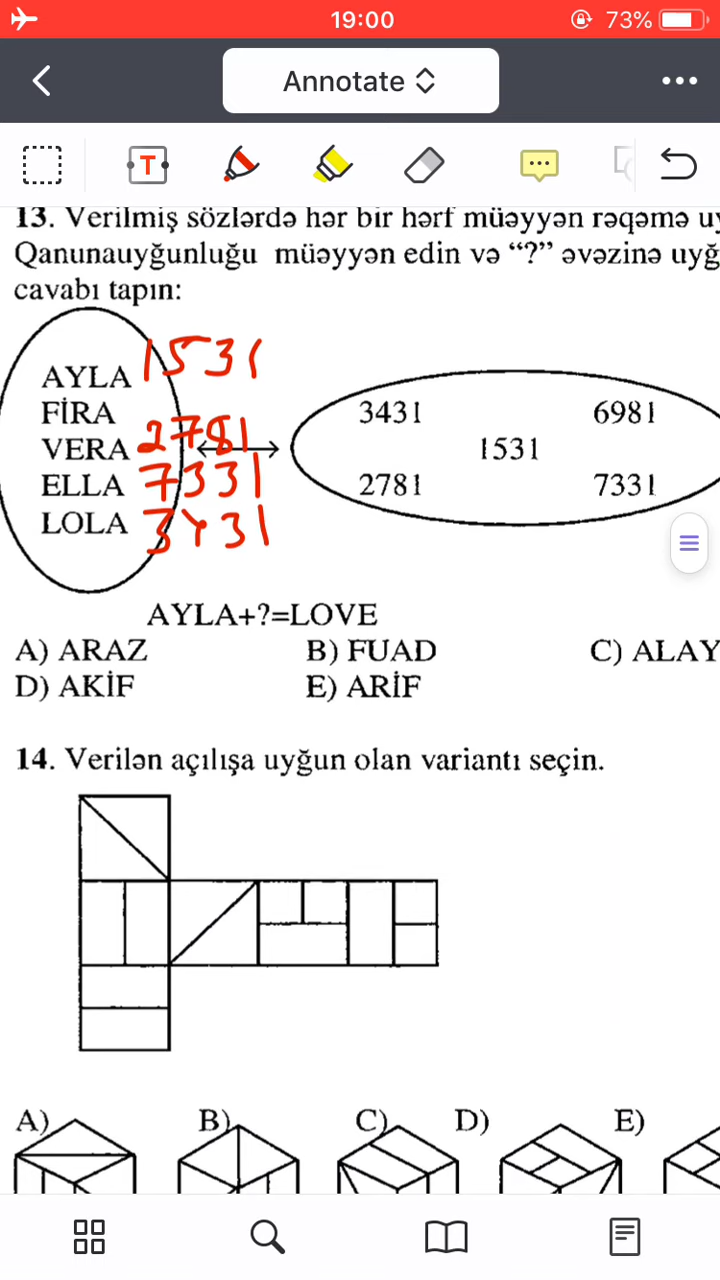 19:00
73%
Annotate
T
13. Verilmiş sözlərdə hər bir hərf müəyyən rəqəmə
Qanunauyğunluğu müəyyən edin və “?” əvəzinə
cavabı tapın:
AYLA 1531
FİRA
VERA 2781
ELLA 7331
LOLA 3431
3431 6981
1531
2781 7331
AYLA+?=LOVE
A) ARAZ B) FUAD C) ALAY
D) AKİF E) ARİF
14. Verilən açılışa uyğun olan variantı seçin.
A) B) C) D) E)